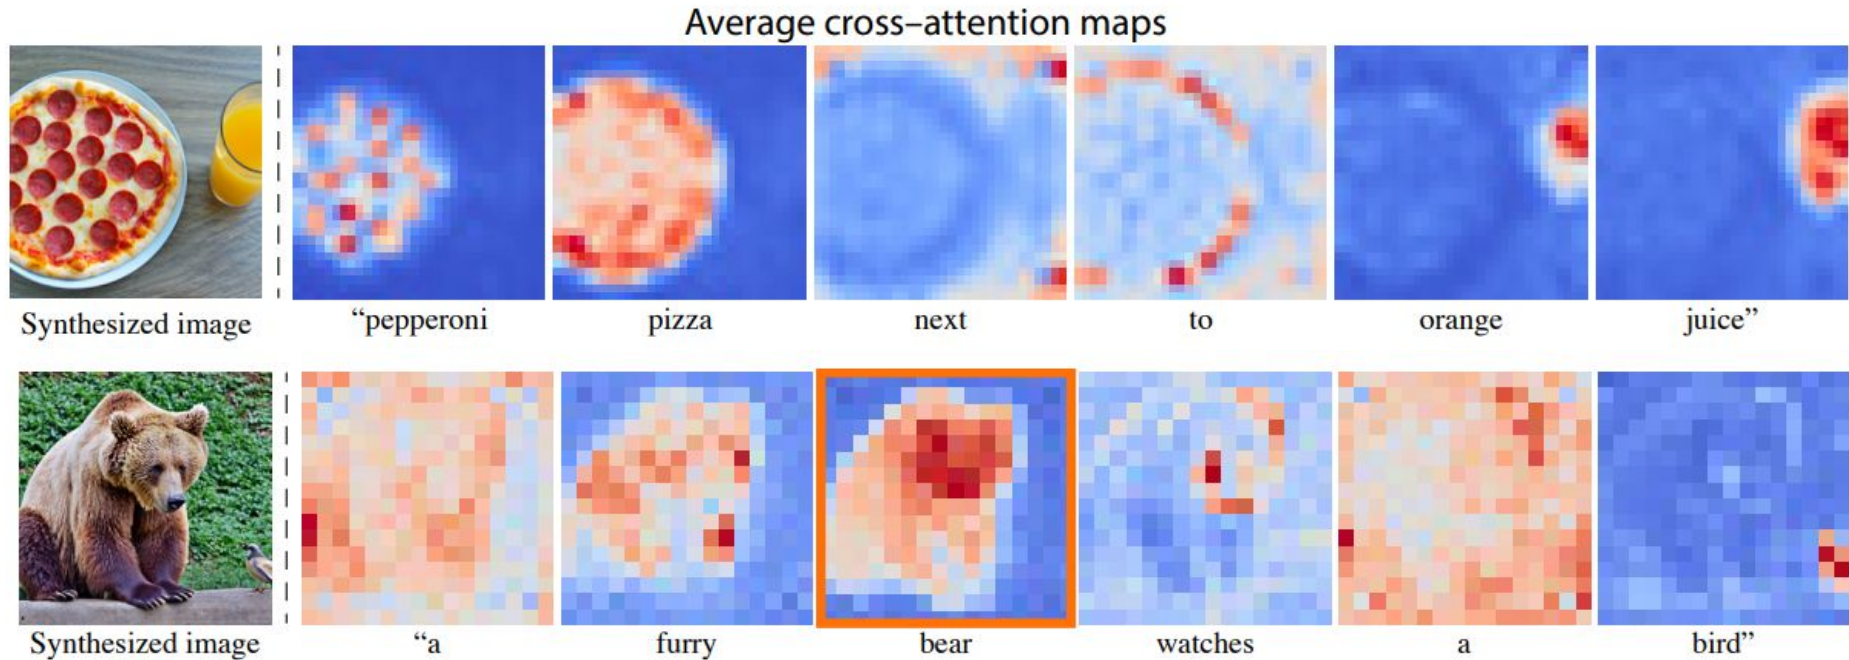 Average cross–attention maps
Synthesized image
“pepperoni
pizza
next
to
orange
juice”
Synthesized image
“a
furry
bear
watches
a
bird”